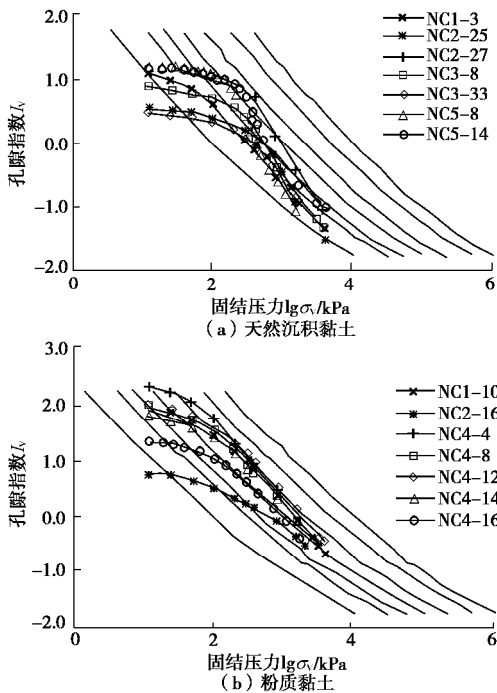 2.0
1.0
0.0
-1.0
-2.0
孔隙指数Iv
NC1-3
NC2-25
NC2-27
NC3-8
NC3-33
NC5-8
NC5-14
0
2
4
6
固结压力lgσv/kPa
（a）天然沉积黏土
3.0
2.0
1.0
0.0
-1.0
-2.0
孔隙指数Iv
NC1-10
NC2-16
NC4-4
NC4-8
NC4-12
NC4-14
NC4-16
0
2
4
6
固结压力lgσv/kPa
（b）粉质黏土